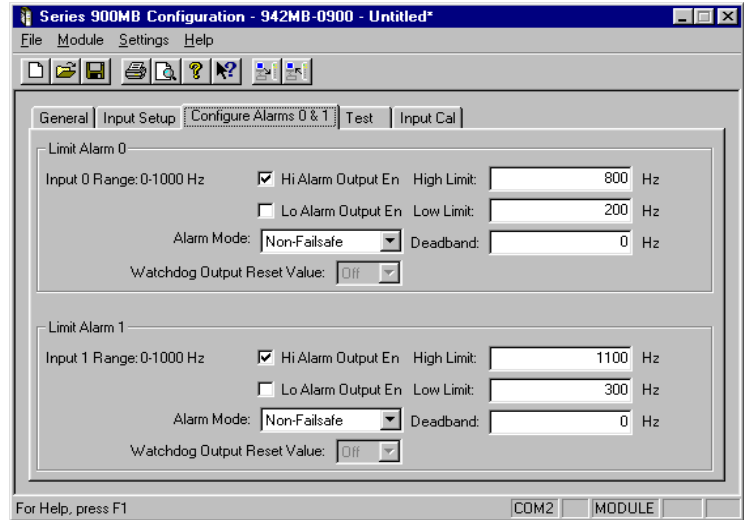 Series 900MB Configuration - 942MB-0900 - Untitled*
File Module Settings Help
General Input Setup Configure Alarms 0 & 1 Test Input Cal
Limit Alarm 0
Input 0 Range: 0-1000 Hz Hi Alarm Output En High Limit: 800 Hz
Lo Alarm Output En Low Limit: 200 Hz
Alarm Mode: Non-Failsafe Deadband: 0 Hz
Watchdog Output Reset Value: Off
Limit Alarm 1
Input 1 Range: 0-1000 Hz Hi Alarm Output En High Limit: 1100 Hz
Lo Alarm Output En Low Limit: 300 Hz
Alarm Mode: Non-Failsafe Deadband: 0 Hz
Watchdog Output Reset Value: Off
For Help, press F1 COM2 MODULE